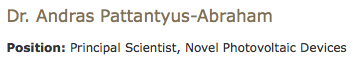 Dr. Andras Pattantyus-Abraham
Position: Principal Scientist, Novel Photovoltaic Devices